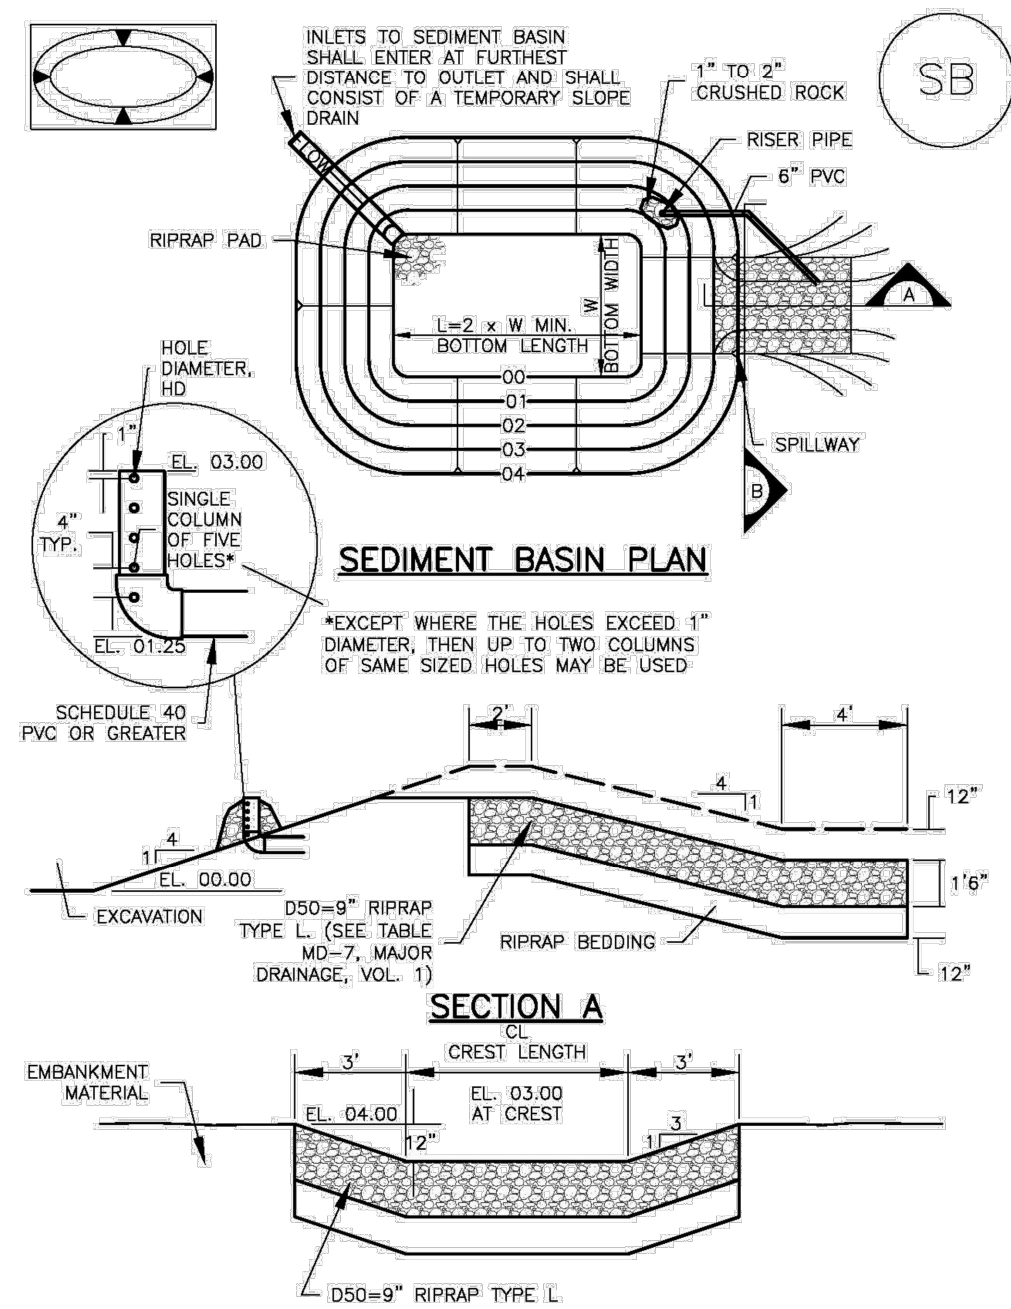 INLETS TO SEDIMENT BASIN
SHALL ENTER AT FURTHEST
DISTANCE TO OUTLET AND SHALL
CONSIST OF A TEMPORARY SLOPE
DRAIN
1" TO 2"
CRUSHED ROCK
SB
RISER PIPE
6" PVC
FLOW
RIPRAP PAD
W
BOTTOM WIDTH
L=2 x W MIN.
BOTTOM LENGTH
A
00
01
02
03
04
SPILLWAY
B
HOLE
DIAMETER,
HD
1"
EL. 03.00
4"
TYP.
SINGLE
COLUMN
OF FIVE
HOLES*
EL. 01.25
SEDIMENT BASIN PLAN
*EXCEPT WHERE THE HOLES EXCEED 1"
DIAMETER, THEN UP TO TWO COLUMNS
OF SAME SIZED HOLES MAY BE USED
SCHEDULE 40
PVC OR GREATER
2'
4'
4
1
12"
4
1
EL. 00.00
1'6"
EXCAVATION
D50=9" RIPRAP
TYPE L. (SEE TABLE
MD-7, MAJOR
DRAINAGE, VOL. 1)
RIPRAP BEDDING
12"
SECTION A
CL
CREST LENGTH
3'
3'
EMBANKMENT
MATERIAL
EL. 04.00
EL. 03.00
AT CREST
12"
3
1
D50=9" RIPRAP TYPE L